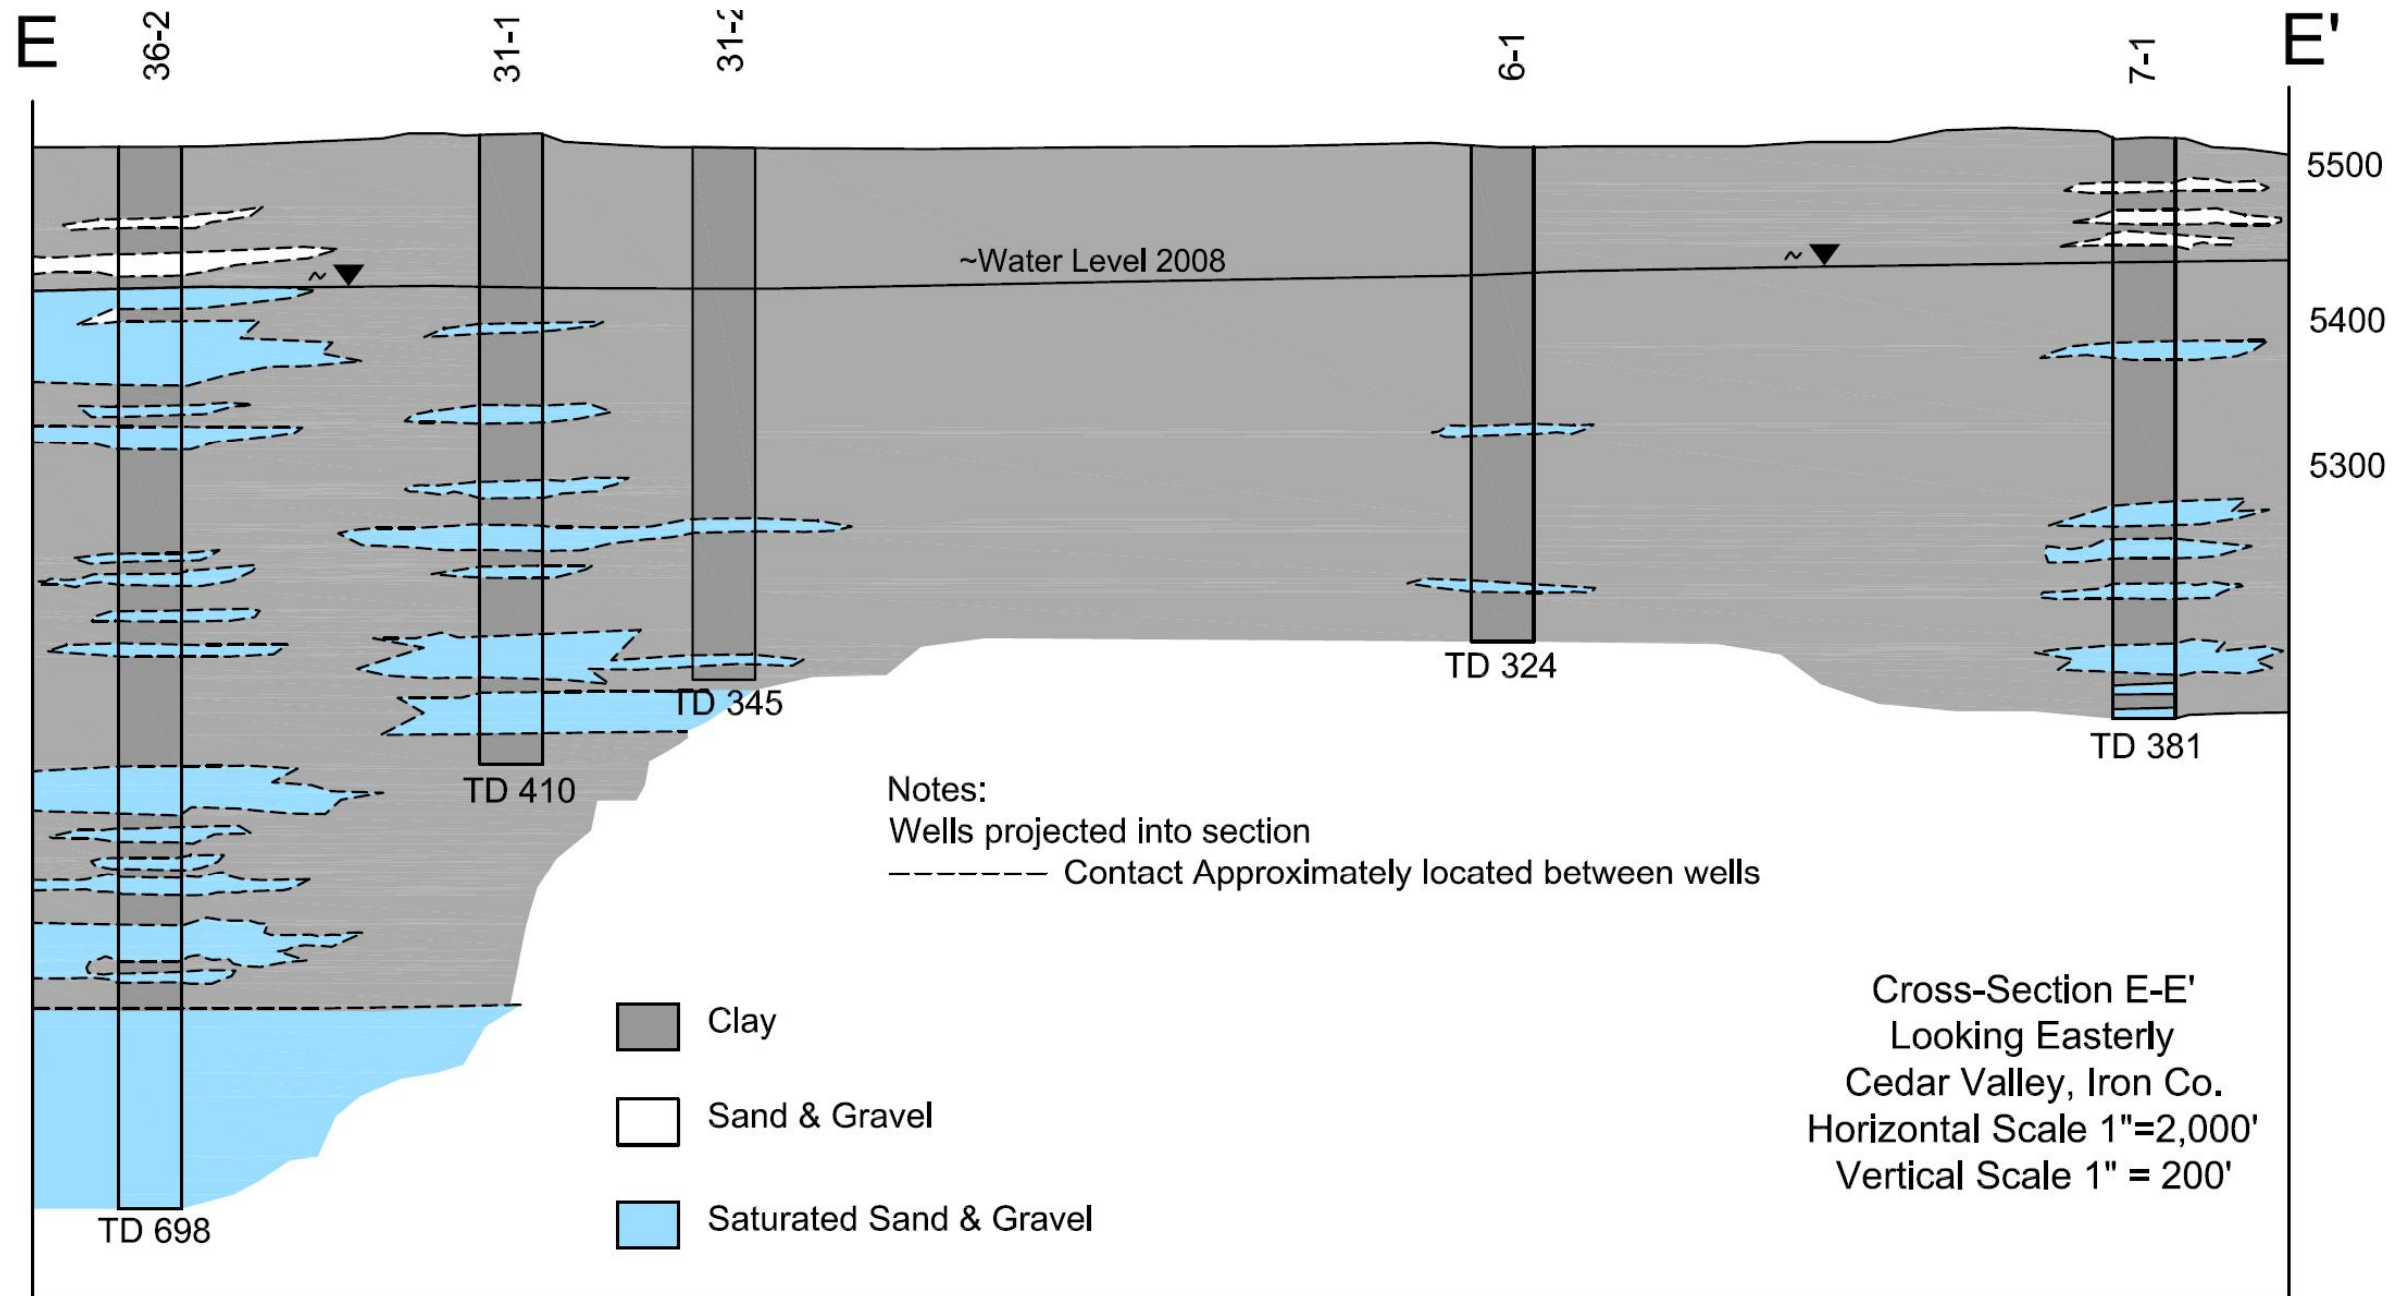 E
36-2
31-1
31-2
6-1
7-1
E'
5500
~Water Level 2008
~
~
5400
5300
TD 324
TD 345
TD 381
TD 410
Notes:
Wells projected into section
------- Contact Approximately located between wells
Clay
Sand & Gravel
Saturated Sand & Gravel
TD 698
Cross-Section E-E'
Looking Easterly
Cedar Valley, Iron Co.
Horizontal Scale 1"=2,000'
Vertical Scale 1" = 200'